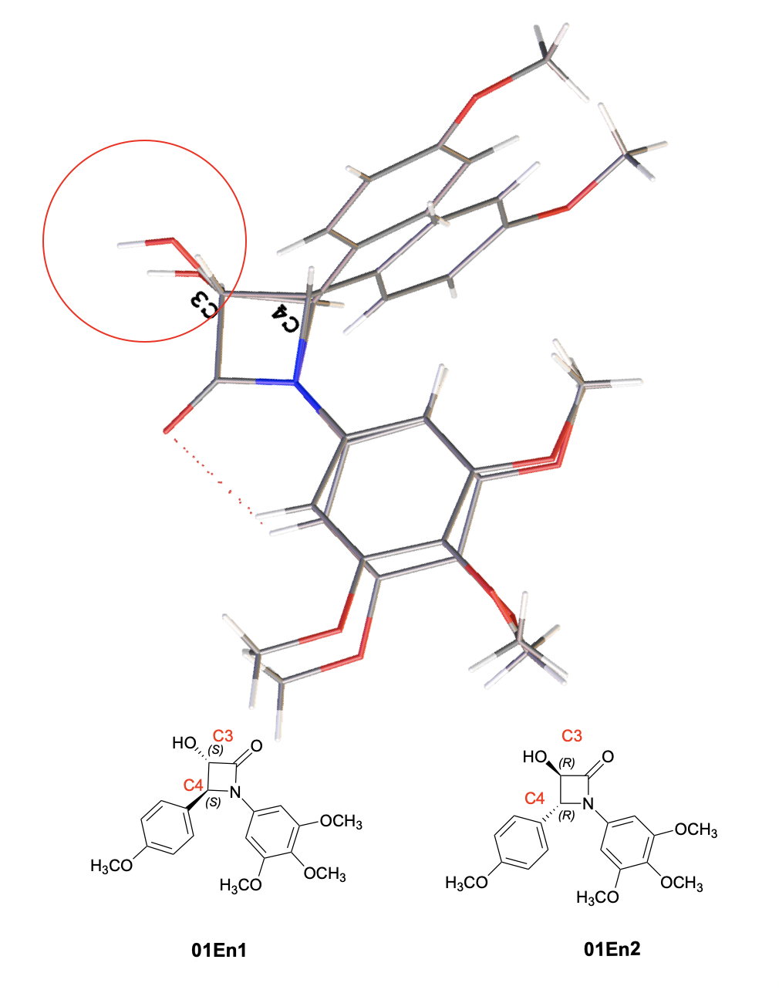 C3
C4
C3
HO
(S)
O
C4
(S)
N
OCH3
H3CO
OCH3
H3CO
01En1
C3
HO
(R)
O
C4
(R)
N
OCH3
H3CO
OCH3
H3CO
01En2